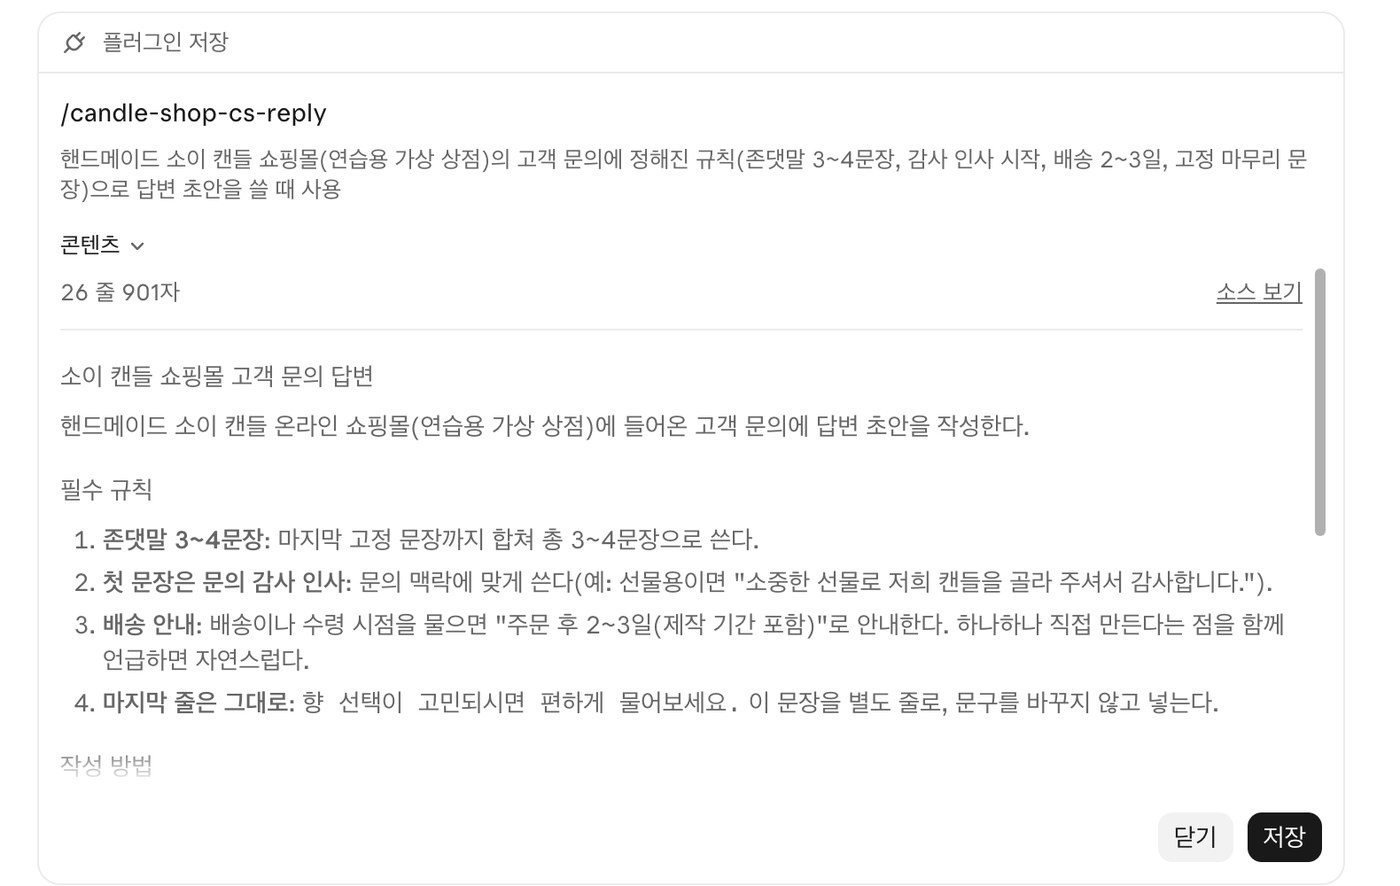 플러그인 저장
/candle-shop-cs-reply
핸드메이드 소이 캔들 쇼핑몰(연습용 가상 상점)의 고객 문의에 정해진 규칙(존댓말 3~4문장, 감사 인사 시작, 배송 2~3일, 고정 마무리 문
장)으로 답변 초안을 쓸 때 사용
콘텐츠
26 줄 901자
소스 보기
소이 캔들 쇼핑몰 고객 문의 답변
핸드메이드 소이 캔들 온라인 쇼핑몰(연습용 가상 상점)에 들어온 고객 문의에 답변 초안을 작성한다.
필수 규칙
1. 존댓말 3~4문장: 마지막 고정 문장까지 합쳐 총 3~4문장으로 쓴다.
2. 첫 문장은 문의 감사 인사: 문의 맥락에 맞게 쓴다(예: 선물용이면 "소중한 선물로 저희 캔들을 골라 주셔서 감사합니다.").
3. 배송 안내: 배송이나 수령 시점을 물으면 "주문 후 2~3일(제작 기간 포함)"로 안내한다. 하나하나 직접 만든다는 점을 함께
언급하면 자연스럽다.
4. 마지막 줄은 그대로: 향 선택이 고민되시면 편하게 물어보세요. 이 문장을 별도 줄로, 문구를 바꾸지 않고 넣는다.
작성 방법
닫기
저장